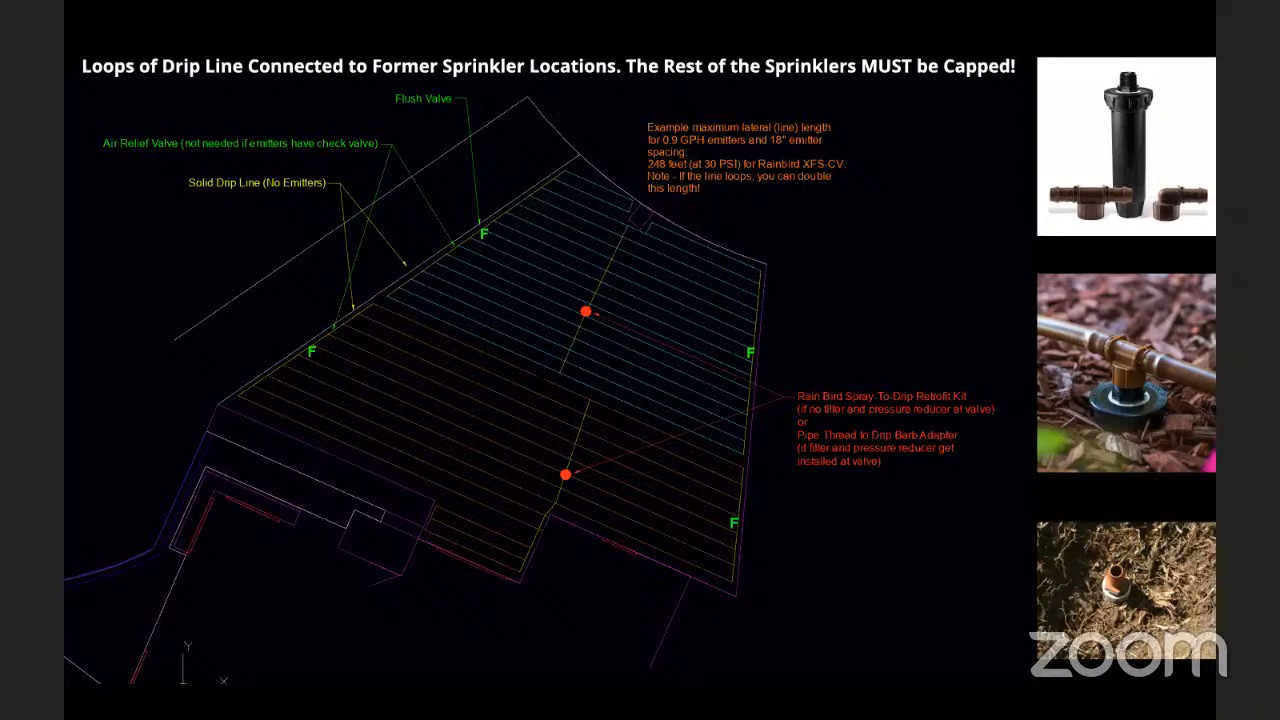 Loops of Drip Line Connected to Former Sprinkler Locations. The Rest of the Sprinklers MUST be Capped!
Flush Valve
Air Relief Valve (not needed if emitters have check valve)
Solid Drip Line (No Emitters)
Example maximum lateral (line) length
for 0.9 GPH emitters and 18" emitter
spacing:
248 feet (at 30 PSI) for Rainbird XFS-CV.
Note - If the line loops, you can double
this length!
F
F
F
F
Rain Bird Spray-To-Drip Retrofit Kit
(if no filter and pressure reducer at valve)
or
Pipe Thread to Drip Barb Adapter
(if filter and pressure reducer get
installed at valve)
Y
X
zoom